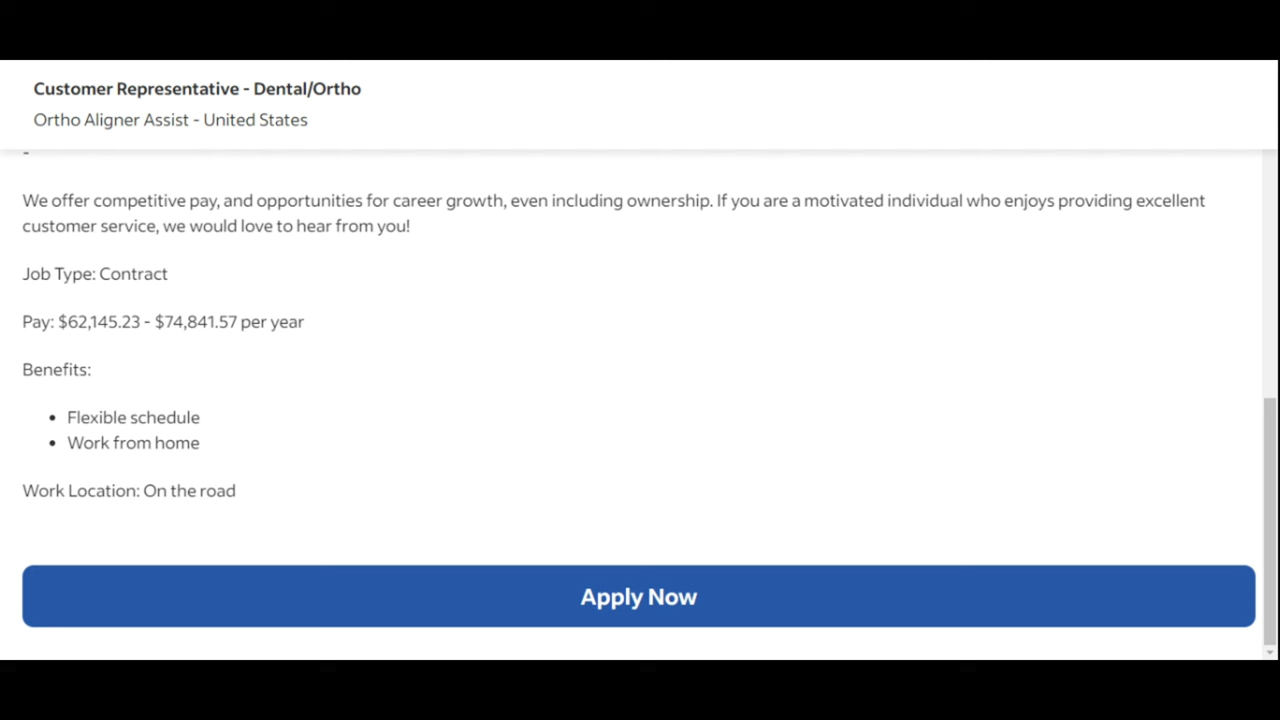 Customer Representative - Dental/Ortho
Ortho Aligner Assist - United States
-
We offer competitive pay, and opportunities for career growth, even including ownership. If you are a motivated individual who enjoys providing excellent
customer service, we would love to hear from you!
Job Type: Contract
Pay: $62,145.23 - $74,841.57 per year
Benefits:
• Flexible schedule
• Work from home
Work Location: On the road
Apply Now